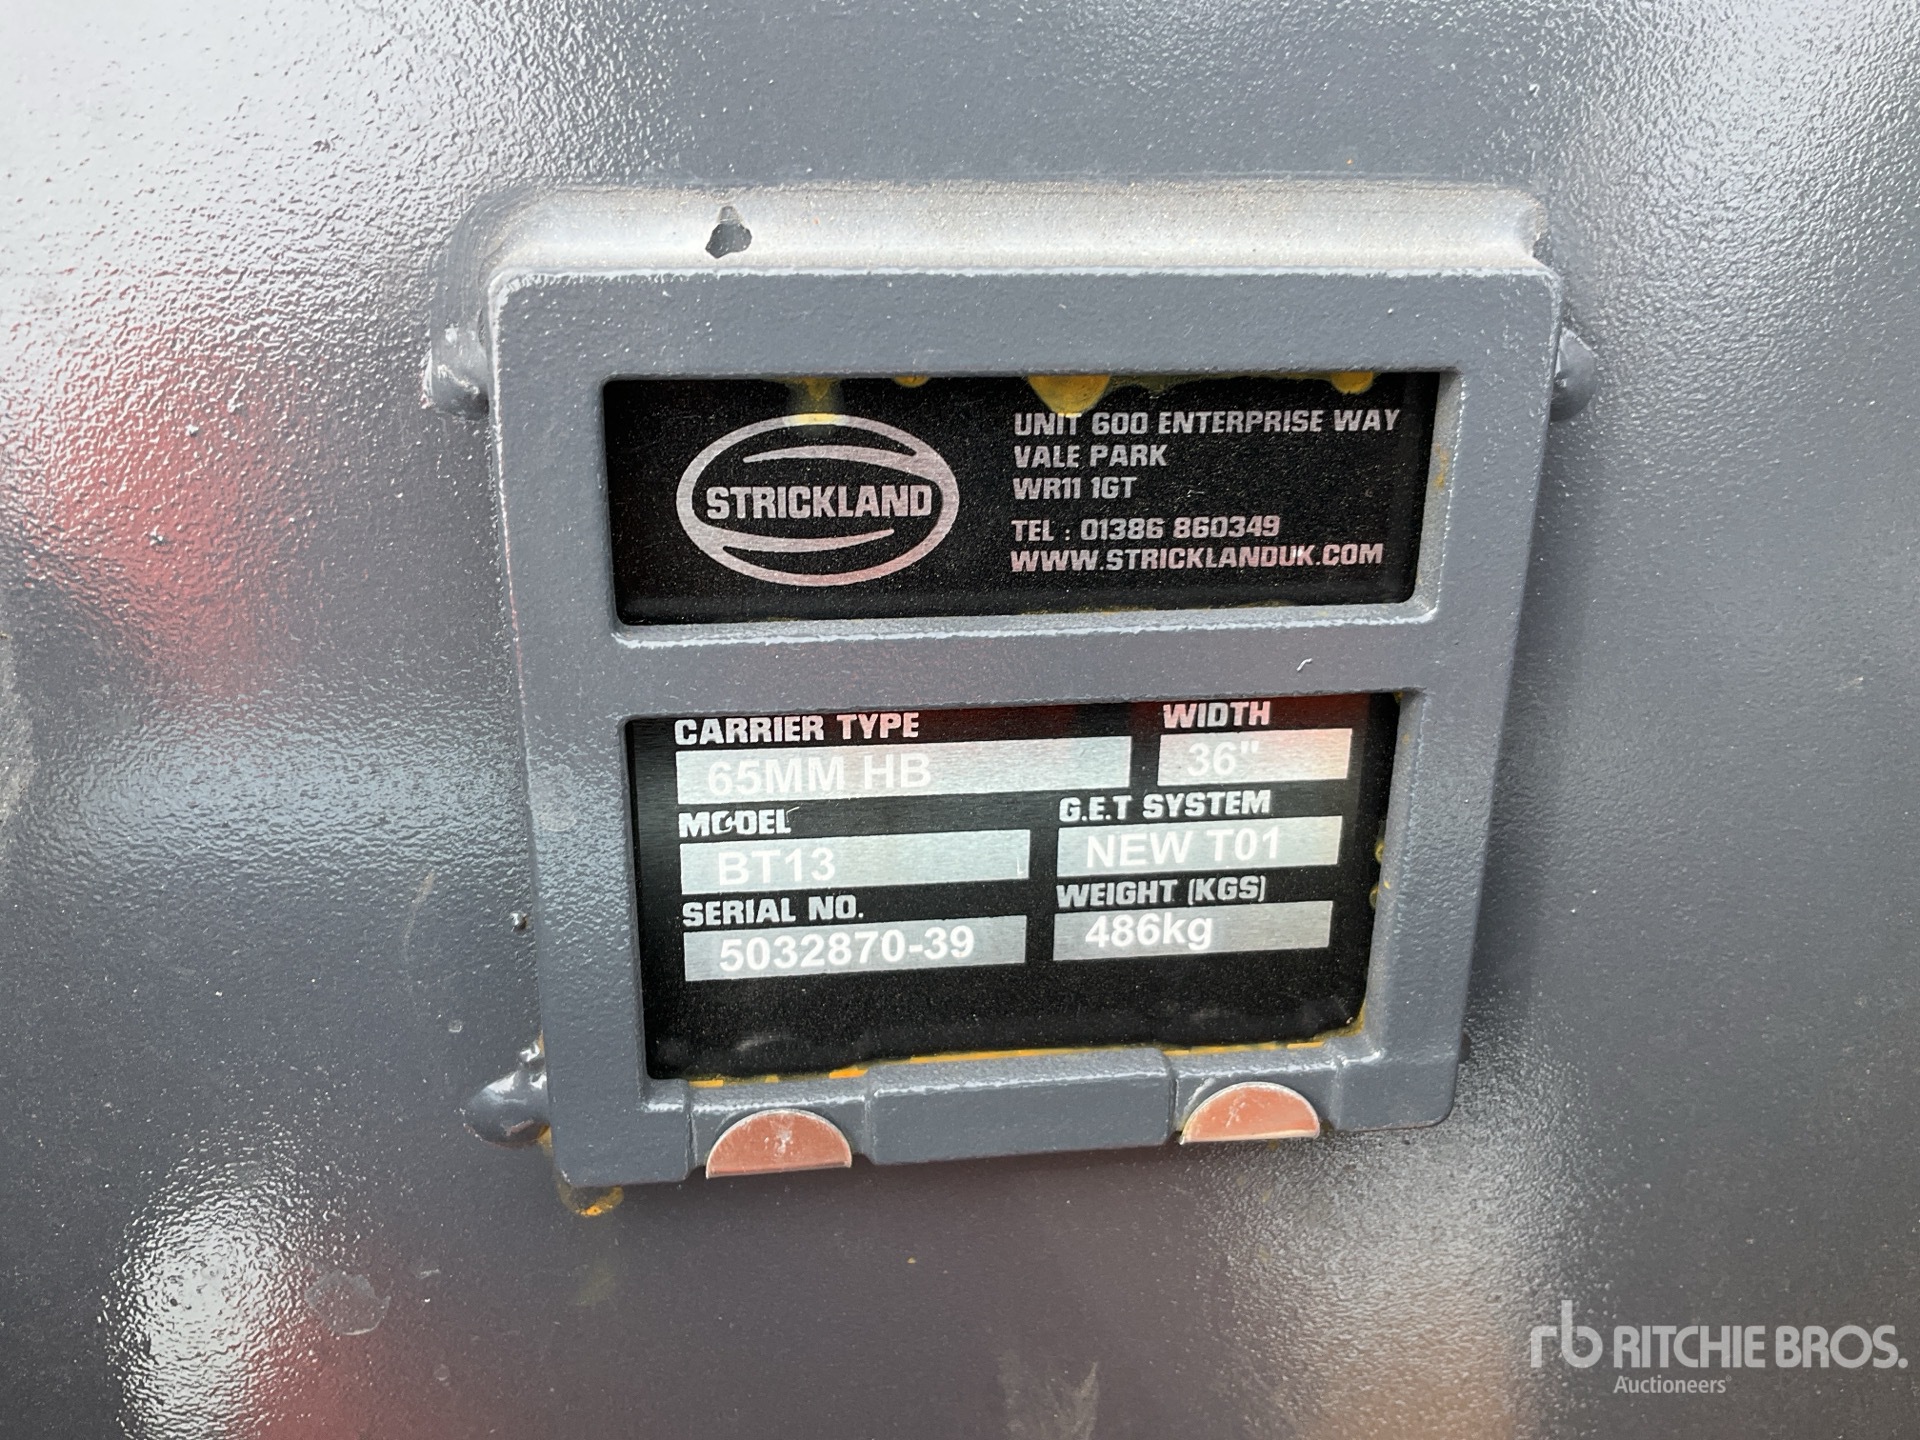 STRICKLAND
UNIT 600 ENTERPRISE WAY
VALE PARK
WR11 1GT
TEL : 01386 860349
WWW.STRICKLANDUK.COM
CARRIER TYPE
65MM HB
WIDTH
36"
MODEL
BT13
G.E.T SYSTEM
NEW T01
SERIAL NO.
5032870-39
WEIGHT (KGS)
486kg
rb RITCHIE BROS.
Auctioneers